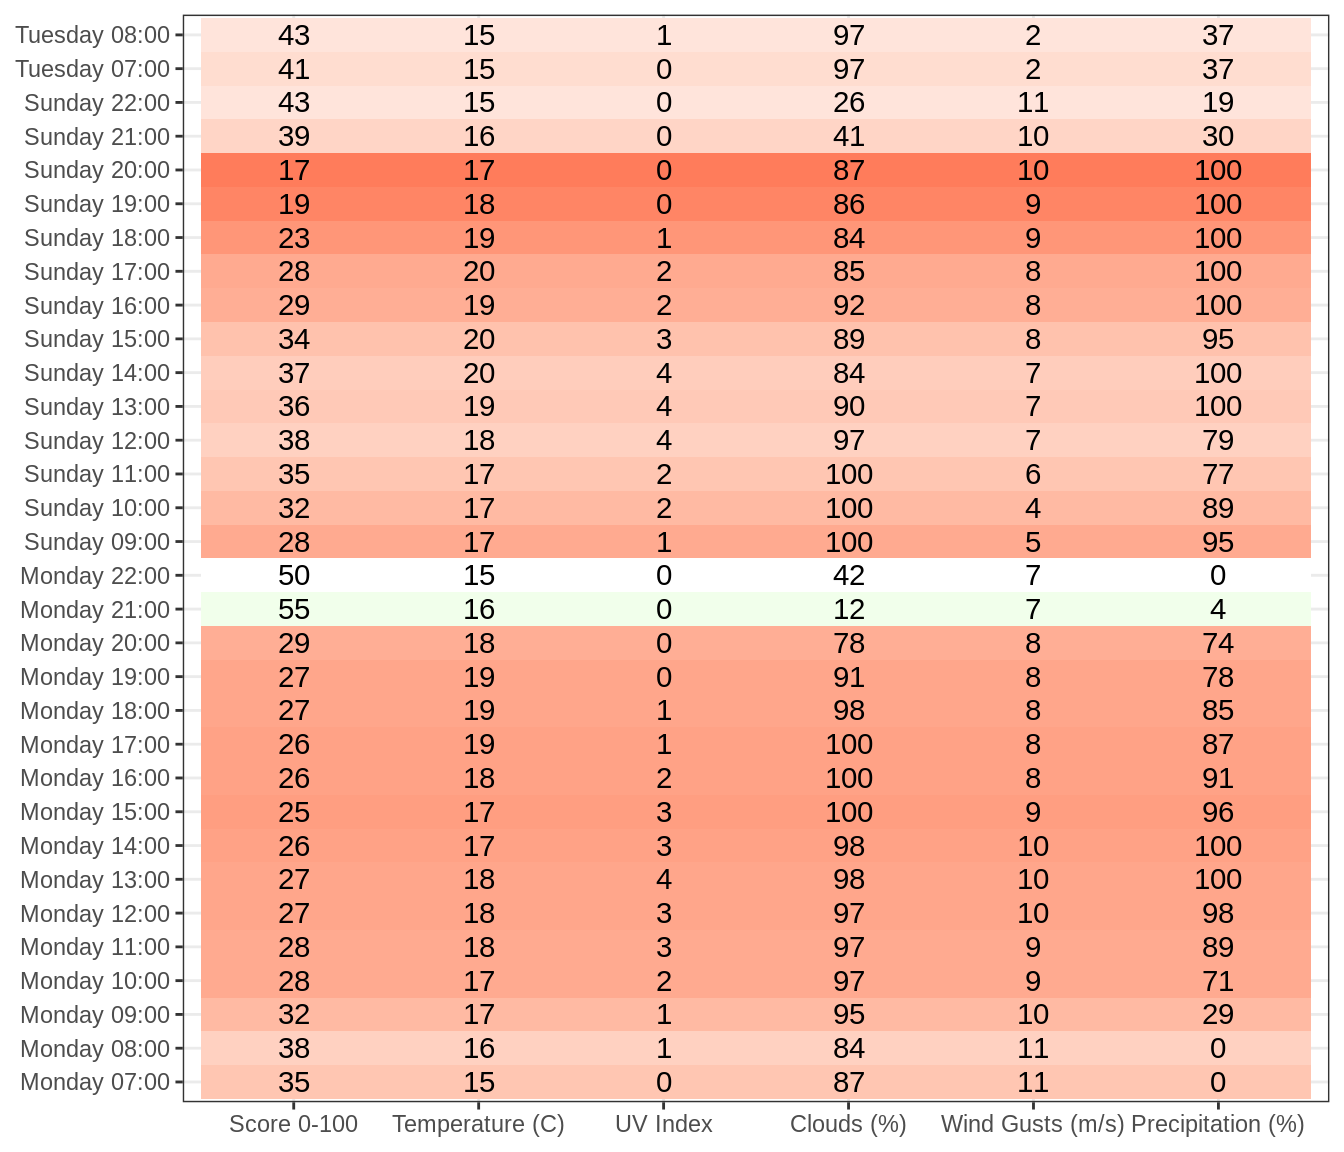 Tuesday 08:00 43 15 1 97 2 37
Tuesday 07:00 41 15 0 97 2 37
Sunday 22:00 43 15 0 26 11 19
Sunday 21:00 39 16 0 41 10 30
Sunday 20:00 17 17 0 87 10 100
Sunday 19:00 19 18 0 86 9 100
Sunday 18:00 23 19 1 84 9 100
Sunday 17:00 28 20 2 85 8 100
Sunday 16:00 29 19 2 92 8 100
Sunday 15:00 34 20 3 89 8 95
Sunday 14:00 37 20 4 84 7 100
Sunday 13:00 36 19 4 90 7 100
Sunday 12:00 38 18 4 97 7 79
Sunday 11:00 35 17 2 100 6 77
Sunday 10:00 32 17 2 100 4 89
Sunday 09:00 28 17 1 100 5 95
Monday 22:00 50 15 0 42 7 0
Monday 21:00 55 16 0 12 7 4
Monday 20:00 29 18 0 78 8 74
Monday 19:00 27 19 0 91 8 78
Monday 18:00 27 19 1 98 8 85
Monday 17:00 26 19 1 100 8 87
Monday 16:00 26 18 2 100 8 91
Monday 15:00 25 17 3 100 9 96
Monday 14:00 26 17 3 98 10 100
Monday 13:00 27 18 4 98 10 100
Monday 12:00 27 18 3 97 10 98
Monday 11:00 28 18 3 97 9 89
Monday 10:00 28 17 2 97 9 71
Monday 09:00 32 17 1 95 10 29
Monday 08:00 38 16 1 84 11 0
Monday 07:00 35 15 0 87 11 0
Score 0-100 Temperature (C) UV Index Clouds (%) Wind Gusts (m/s) Precipitation (%)